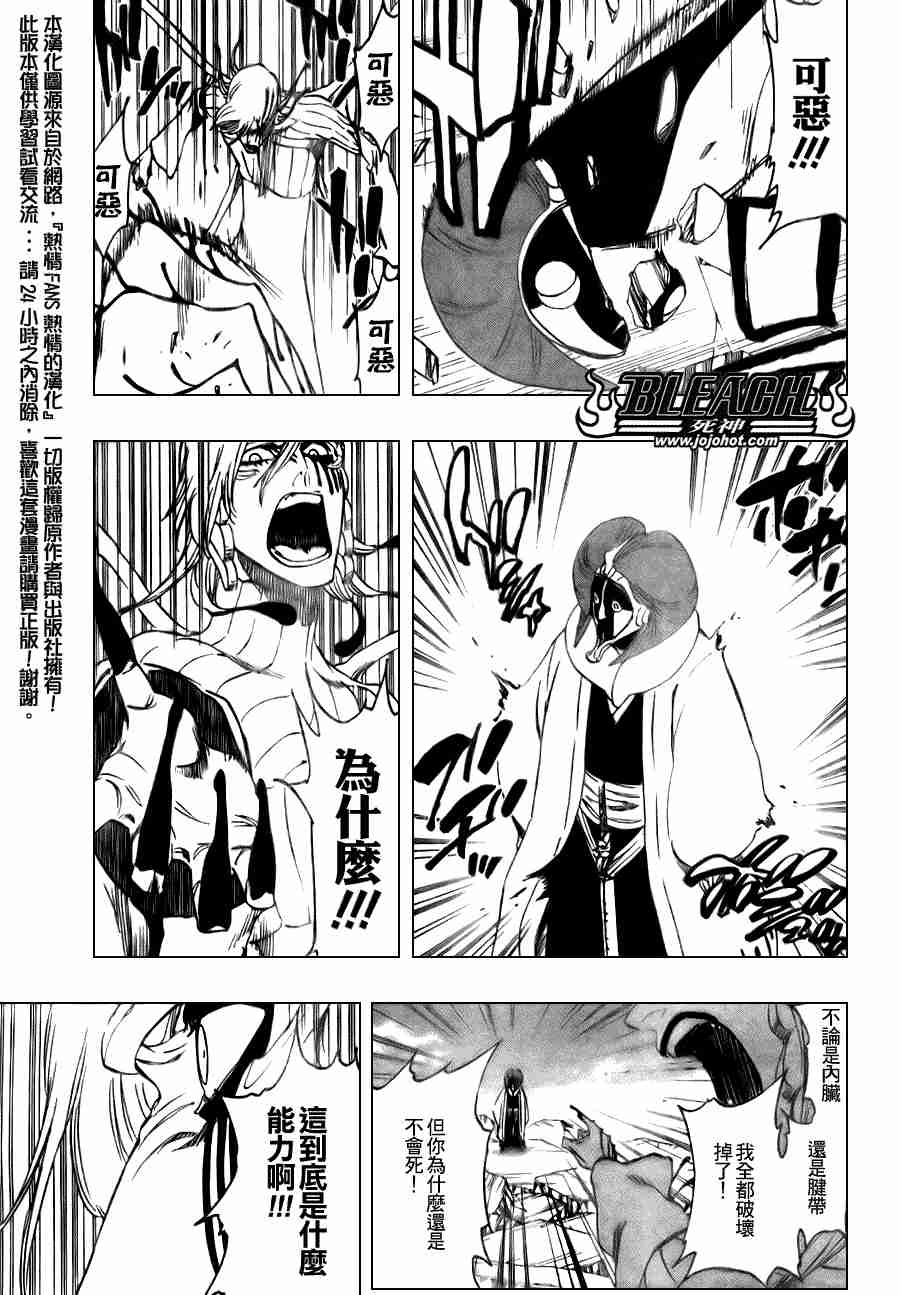 可惡!!!
可惡
可惡
可惡
BLEACH
死神
www.jojohot.com
為什麼!!!
不論是內臟
還是腱帶
我全都破壞
掉了!
但你為什麼還是
不會死!
這到底是什麼
能力啊!!!
本漢化圖源來自於網路,『熱情FANS熱情的漢化』一切版權歸原作者與出版社擁有!
此版本僅供學習試看交流...請24小時之內消除,喜歡這套漫畫請購買正版!謝謝。